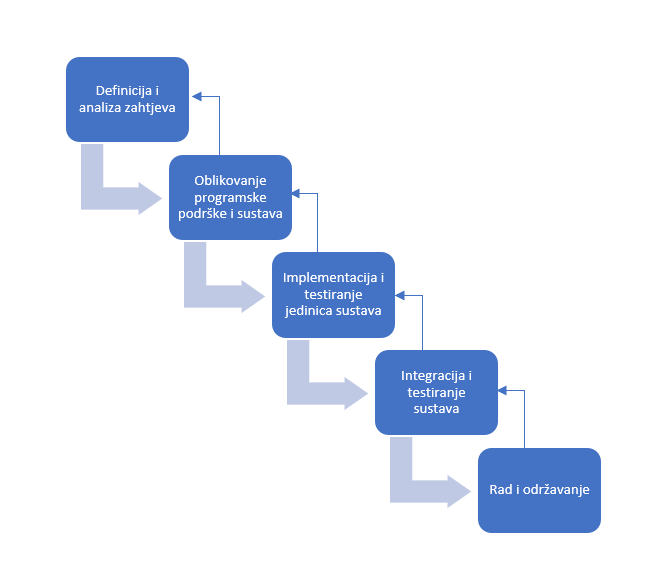 Definicija i
analiza zahtjeva
Oblikovanje
programske
podrške i sustava
Implementacija i
testiranje
jedinica sustava
Integracija i
testiranje
sustava
Rad i održavanje